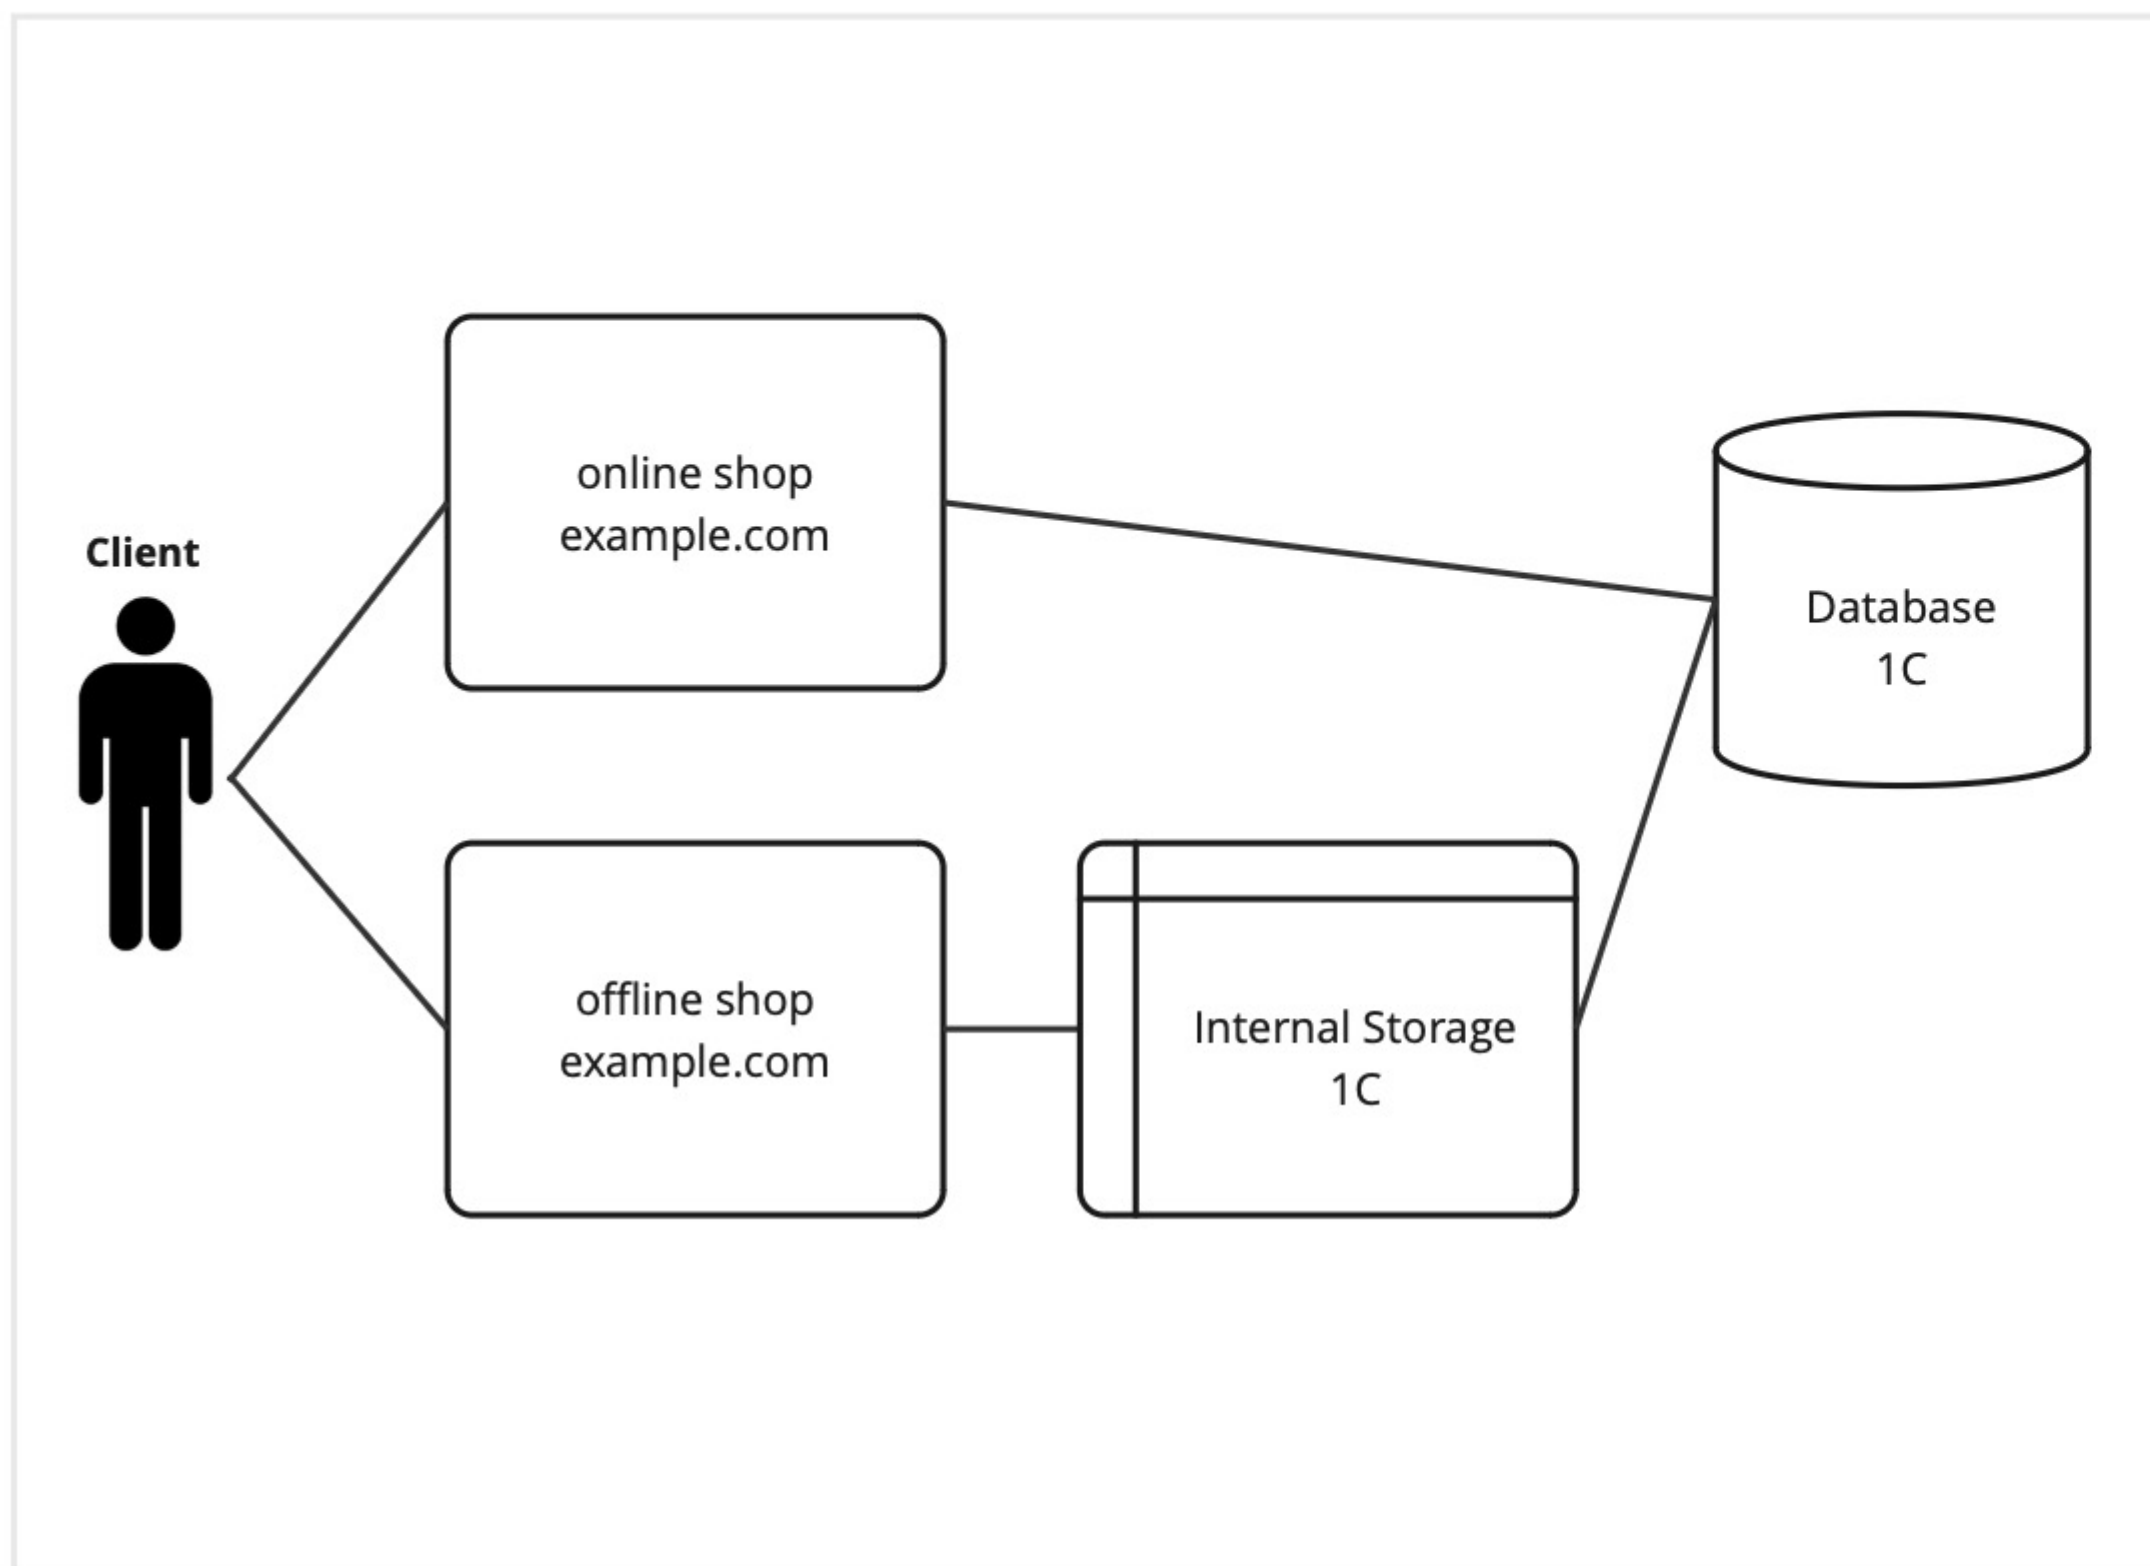 Client
online shop
example.com
Database
1C
offline shop
example.com
Internal Storage
1C